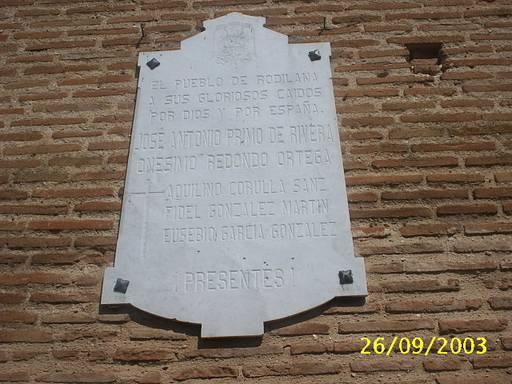 EL PUEBLO DE RODILANA
A SUS GLORIOSOS CAIDOS
POR DIOS Y POR ESPAÑA.
JOSÉ ANTONIO PRIMO DE RIVERA
ONESIMO REDONDO ORTEGA
AQUILINO CORULLA SANZ
FIDEL GONZALEZ MARTIN
EUSEBIO GARCIA GONZALEZ
¡PRESENTES!
26/09/2003